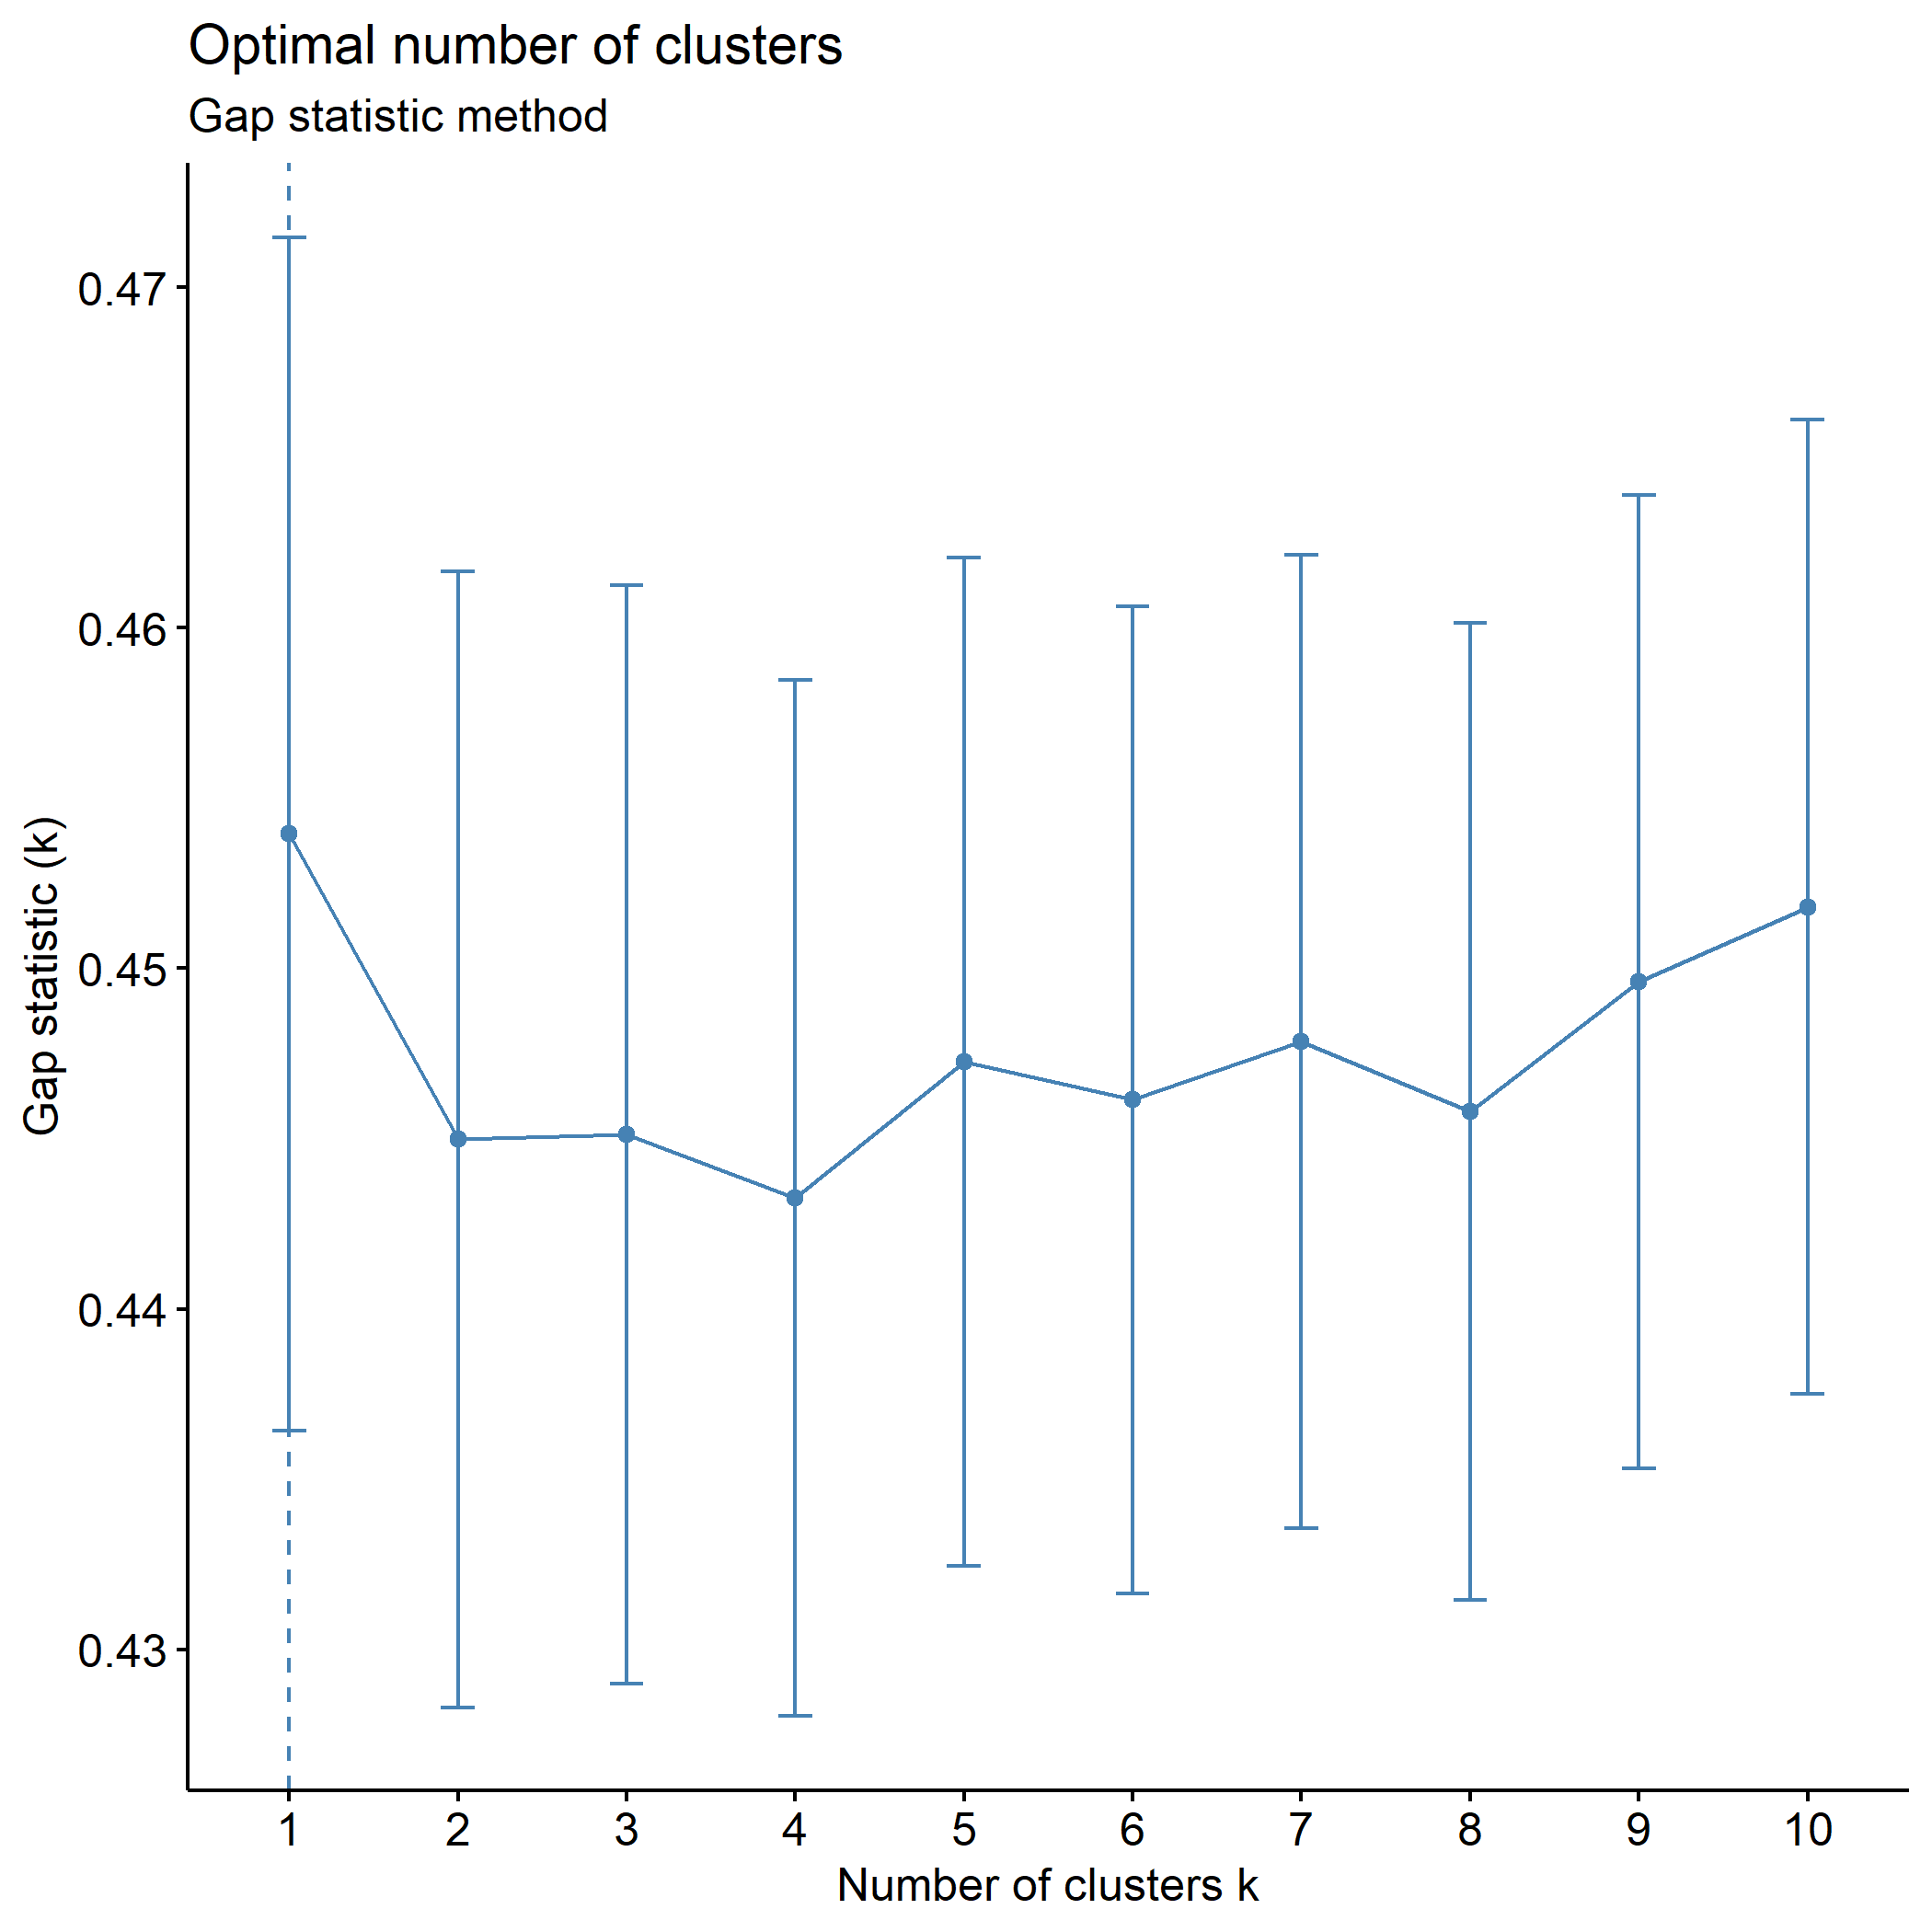 Optimal number of clusters
Gap statistic method
Gap statistic (k)
0.47
0.46
0.45
0.44
0.43
1 2 3 4 5 6 7 8 9 10
Number of clusters k